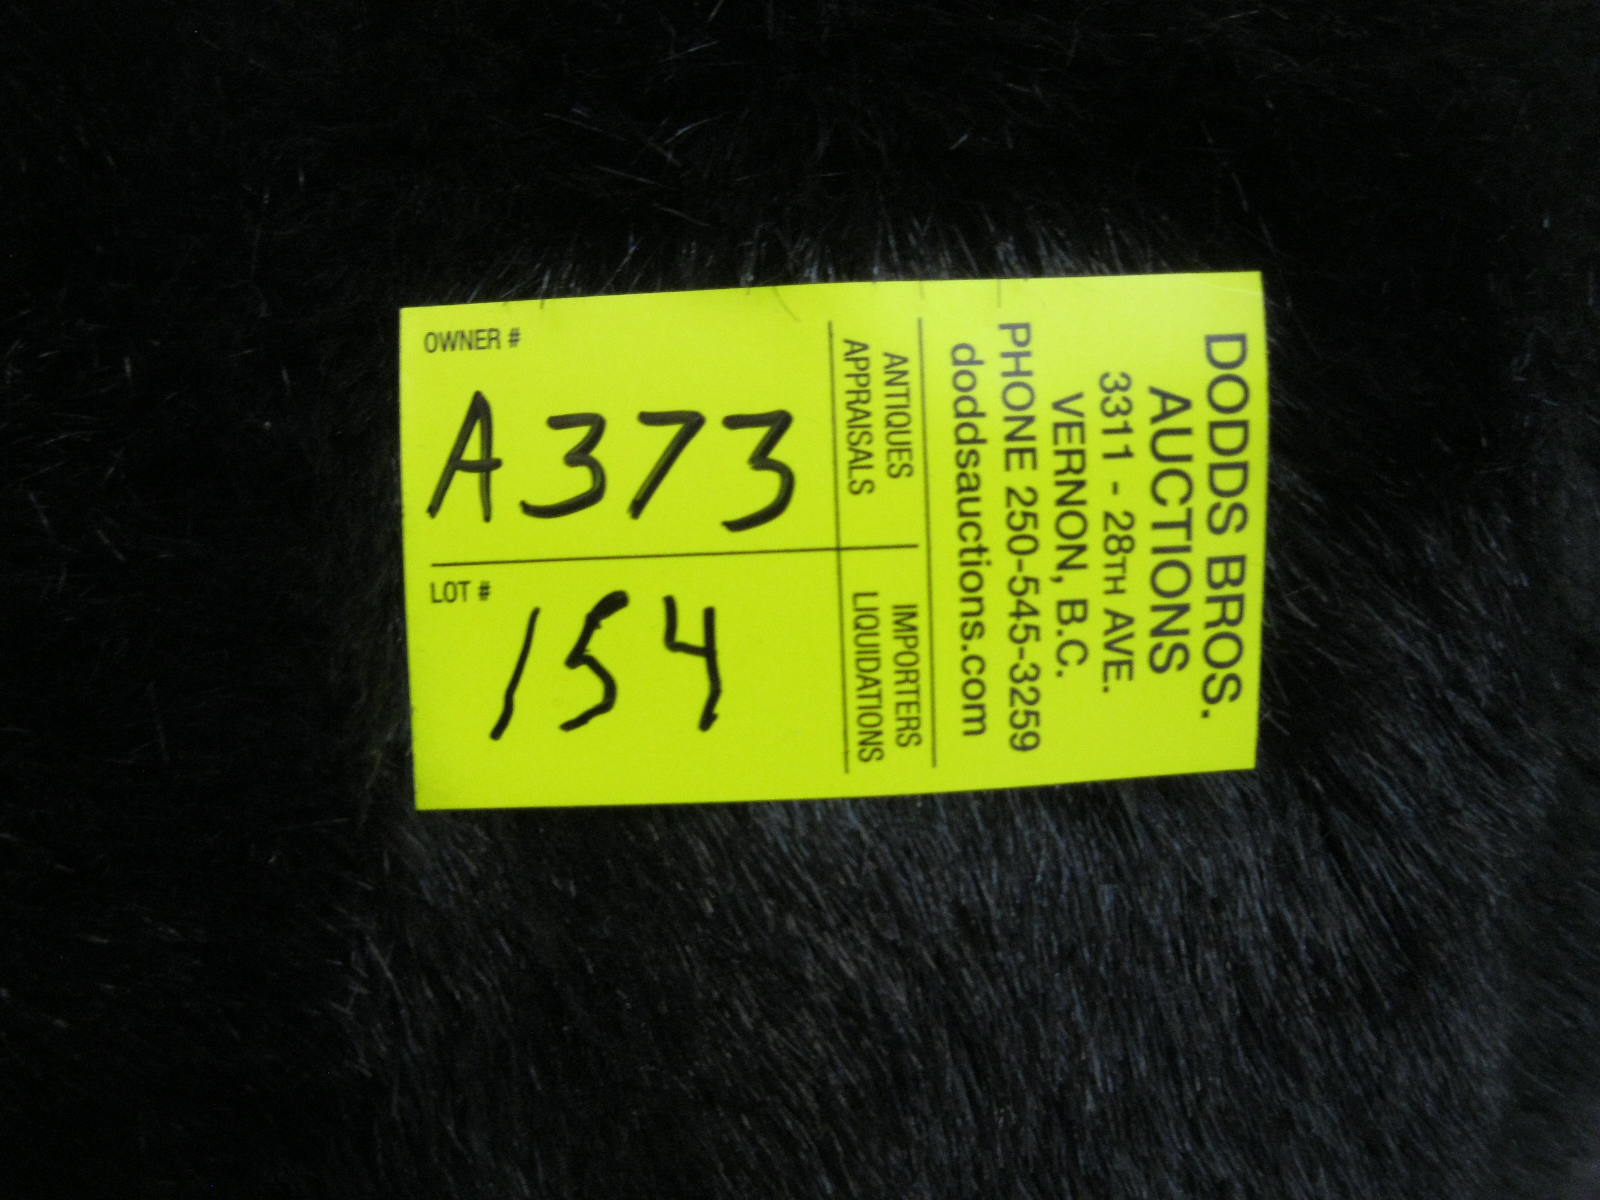 OWNER #
A373
LOT #
154
ANTIQUES
APPRAISALS
IMPORTERS
LIQUIDATIONS
DODDS BROS.
AUCTIONS
3311 - 28TH AVE.
VERNON, B.C.
PHONE 250-545-3259
doddsauctions.com